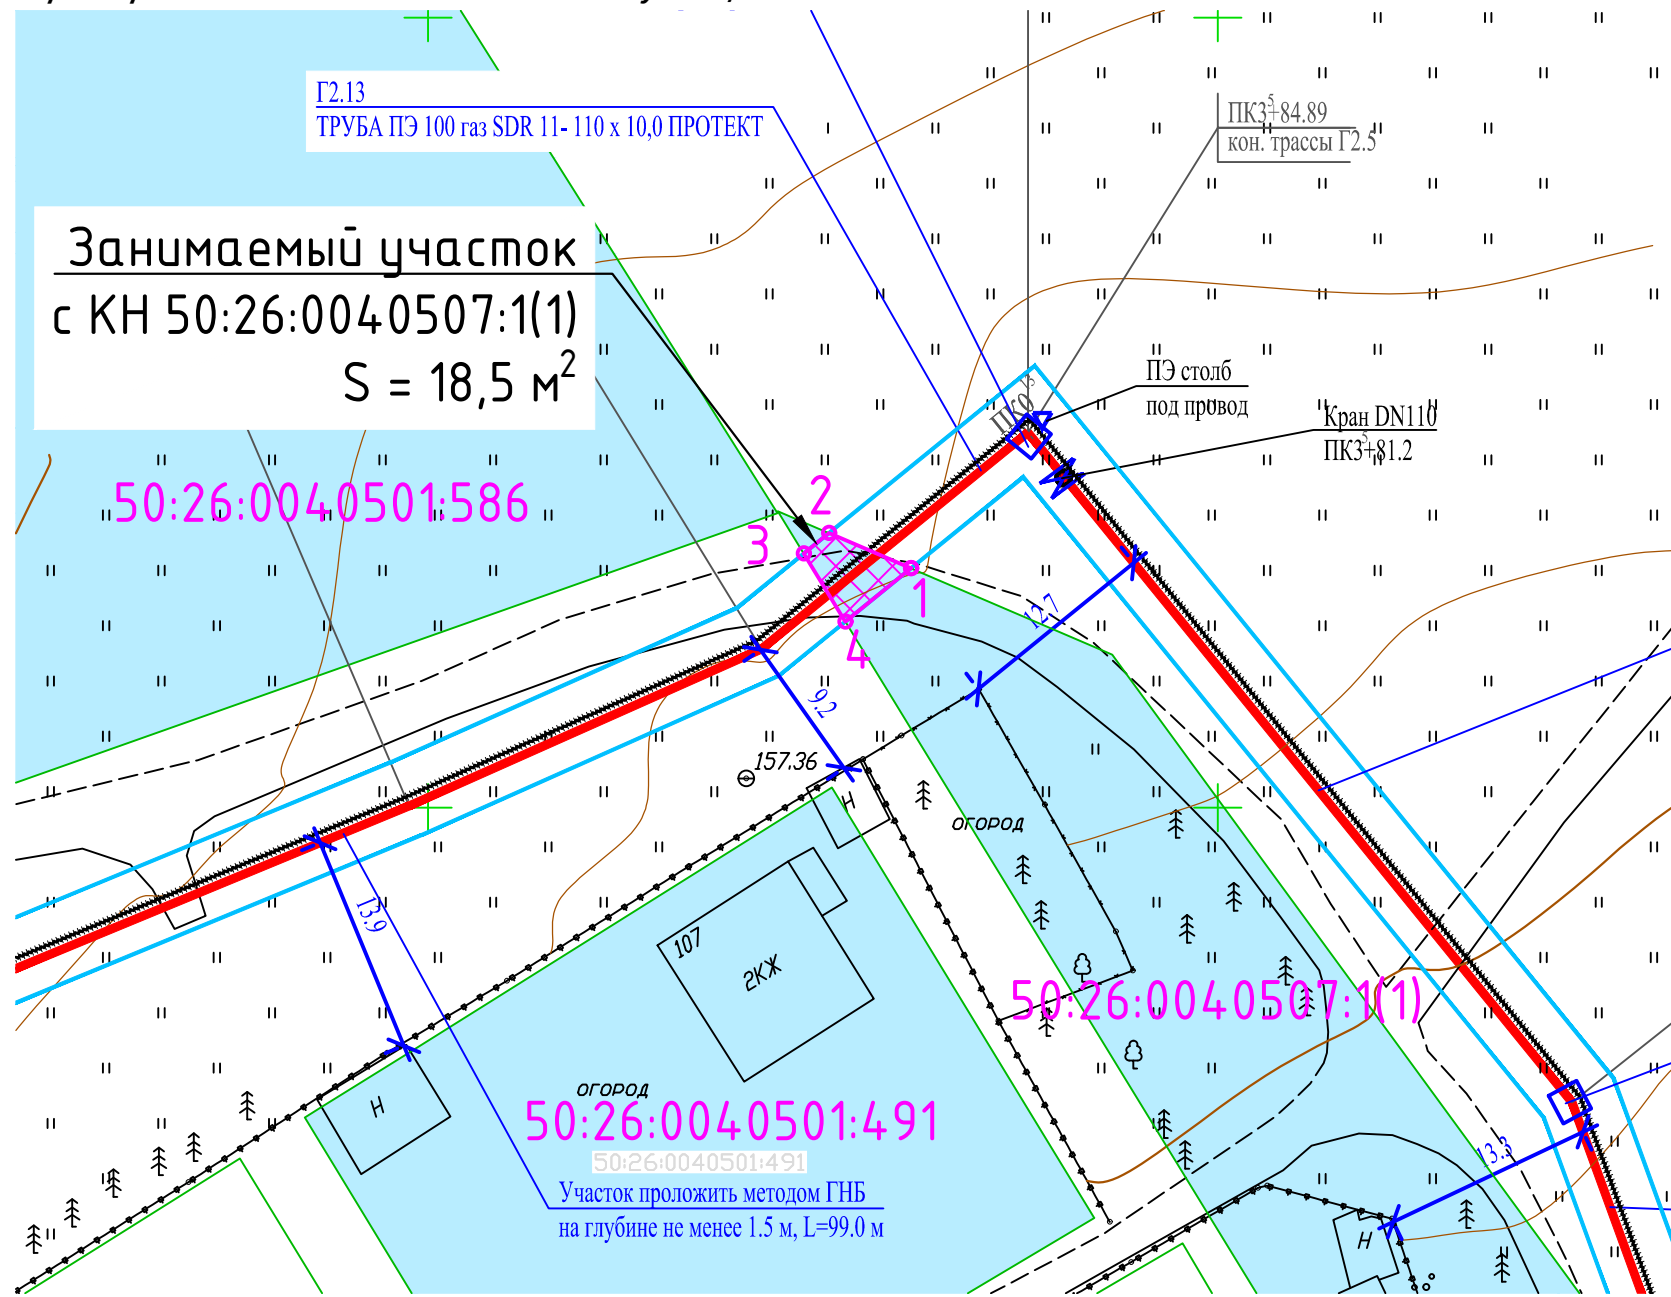 Г2.13
ТРУБА ПЭ 100 газ SDR 11- 110 х 10,0 ПРОТЕКТ
ПК3+84.89
5
кон. трассы Г2.5
Занимаемый участок
с КН 50:26:0040507:1(1)
S = 18,5 м²
ПЭ столб
под провод
ПК0
Кран DN110
ПК3+81.2
5
50:26:0040501:586
2
3
1
4
12.7
9.2
157.36
Н
ОГОРОД
13.9
107
2КЖ
50:26:0040507:1(1)
Н
ОГОРОД
50:26:0040501:491
50:26:0040501:491
13.3
Участок проложить методом ГНБ
на глубине не менее 1.5 м, L=99.0 м
Н